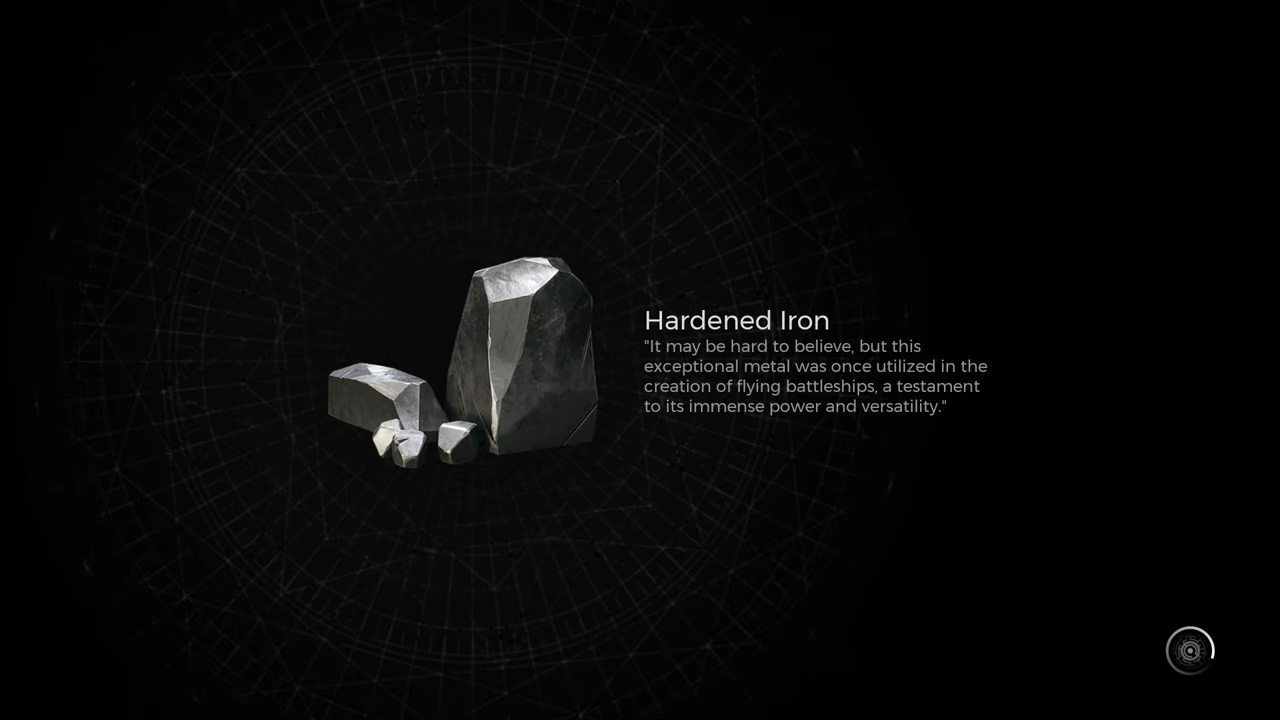 Hardened Iron
"It may be hard to believe, but this
exceptional metal was once utilized in the
creation of flying battleships, a testament
to its immense power and versatility."